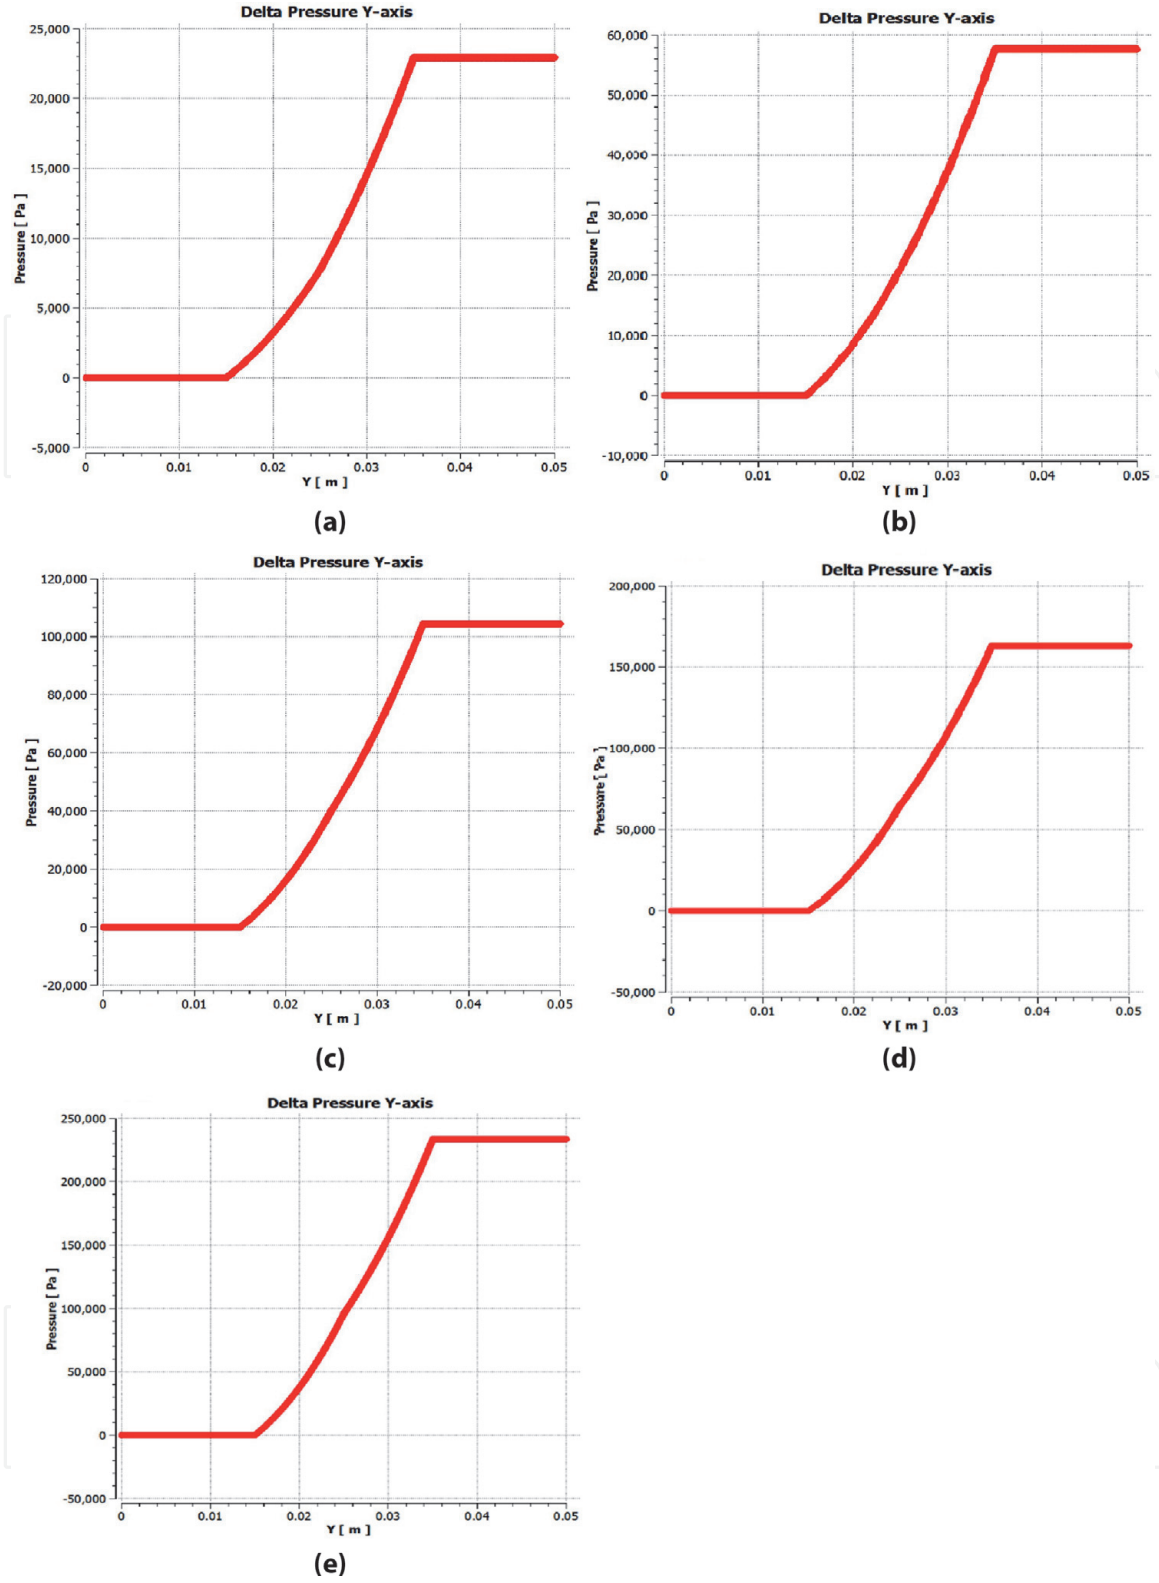 Delta Pressure Y-axis
25,000
20,000
15,000
10,000
5,000
0
-5,000
Pressure [ Pa ]
0 0.01 0.02 0.03 0.04 0.05
Y [ m ]
(a)
Delta Pressure Y-axis
60,000
50,000
40,000
30,000
20,000
10,000
0
-10,000
Pressure [ Pa ]
0 0.01 0.02 0.03 0.04 0.05
Y [ m ]
(b)
Delta Pressure Y-axis
120,000
100,000
80,000
60,000
40,000
20,000
0
-20,000
Pressure [ Pa ]
0 0.01 0.02 0.03 0.04 0.05
Y [ m ]
(c)
Delta Pressure Y-axis
200,000
150,000
100,000
50,000
0
-50,000
Pressure [ Pa ]
0 0.01 0.02 0.03 0.04 0.05
Y [ m ]
(d)
Delta Pressure Y-axis
250,000
200,000
150,000
100,000
50,000
0
-50,000
Pressure [ Pa ]
0 0.01 0.02 0.03 0.04 0.05
Y [ m ]
(e)